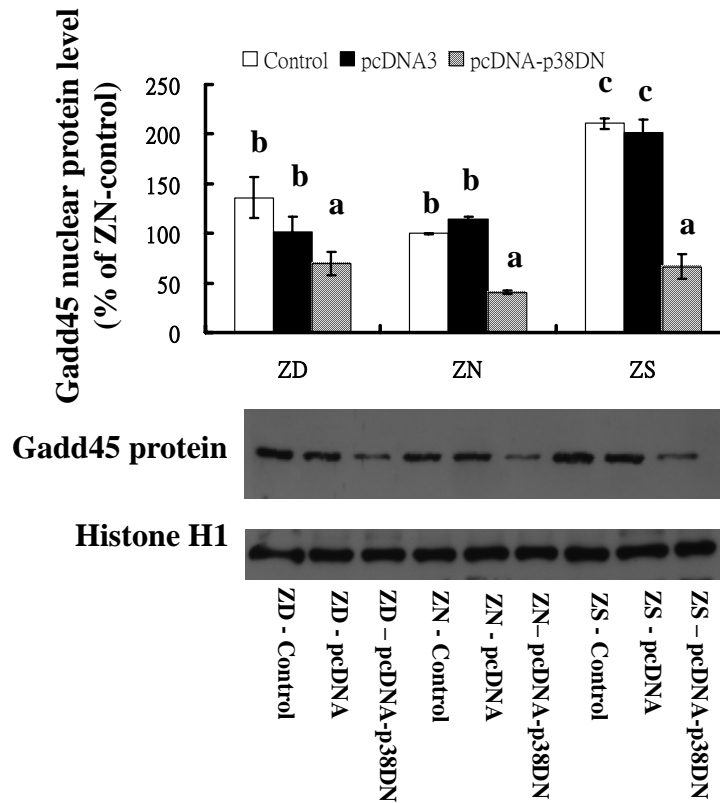 Control pcDNA3 pcDNA-p38DN
Gadd45 nuclear protein level
(% of ZN-control)
250
200
150
100
50
0
b
b
a
b
b
a
c
c
a
ZD
ZN
ZS
Gadd45 protein
Histone H1
ZD - Control
ZD - pcDNA
ZD – pcDNA-p38DN
ZN - Control
ZN - pcDNA
ZN– pcDNA-p38DN
ZS - Control
ZS - pcDNA
ZS – pcDNA-p38DN